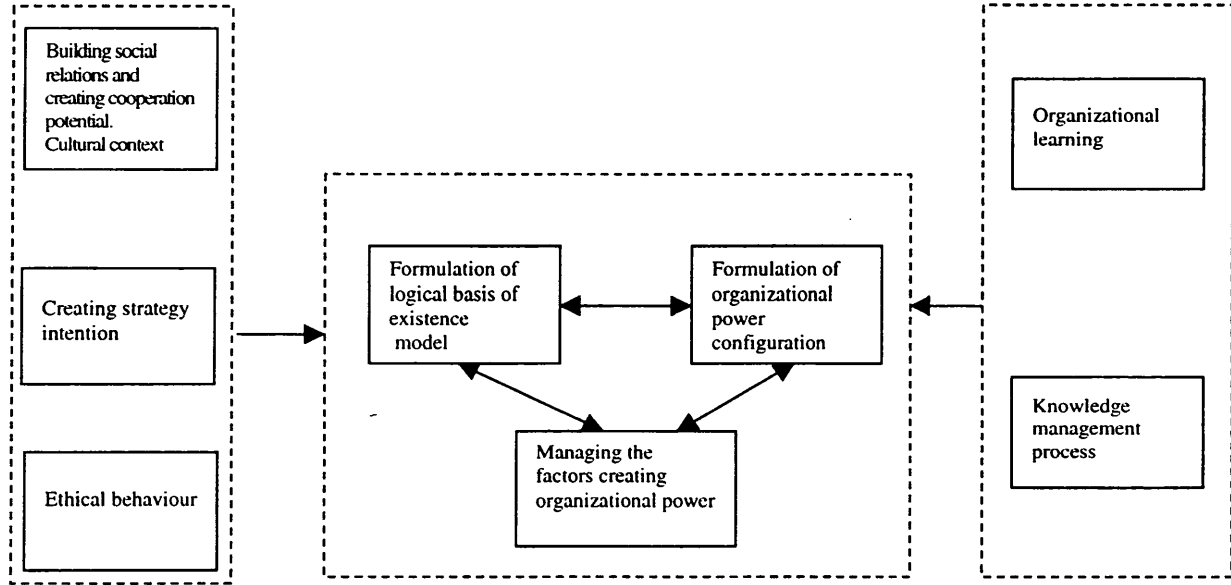 Building social
relations and
creating cooperation
potential.
Cultural context
Creating strategy
intention
Ethical behaviour
Formulation of
logical basis of
existence
model
Formulation of
organizational
power
configuration
Managing the
factors creating
organizational power
Organizational
learning
Knowledge
management
process